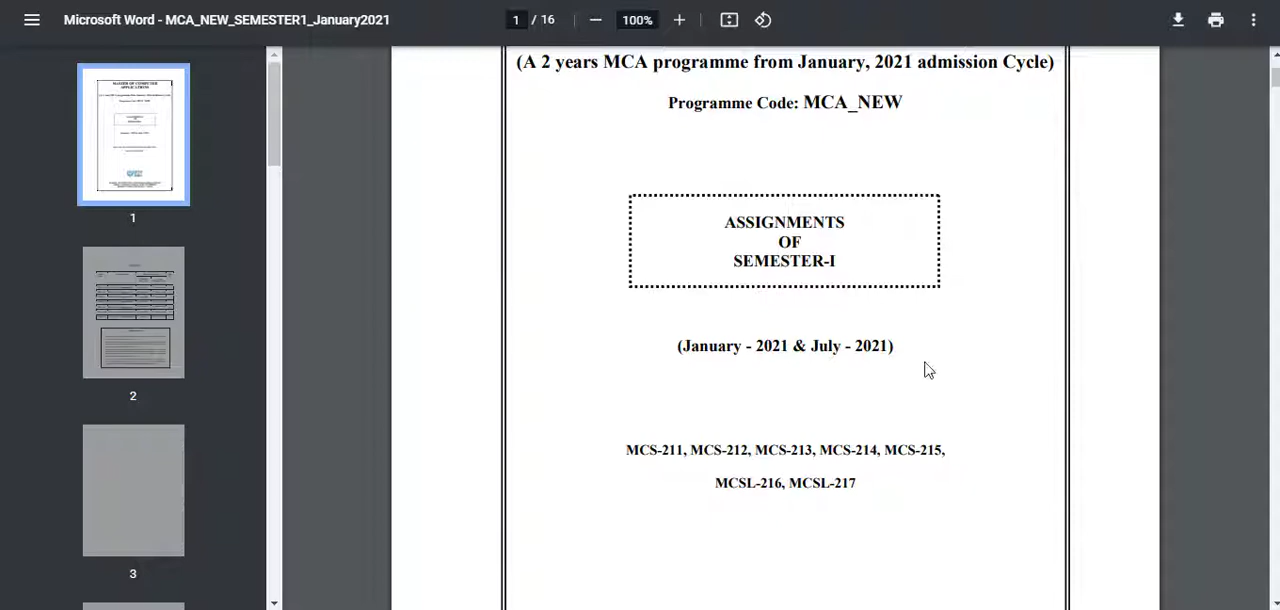 Microsoft Word - MCA_NEW_SEMESTER1_January2021
1 / 16
100%
(A 2 years MCA programme from January, 2021 admission Cycle)
Programme Code: MCA_NEW
ASSIGNMENTS
OF
SEMESTER-I
(January - 2021 & July - 2021)
MCS-211, MCS-212, MCS-213, MCS-214, MCS-215,
MCSL-216, MCSL-217
1
2
3